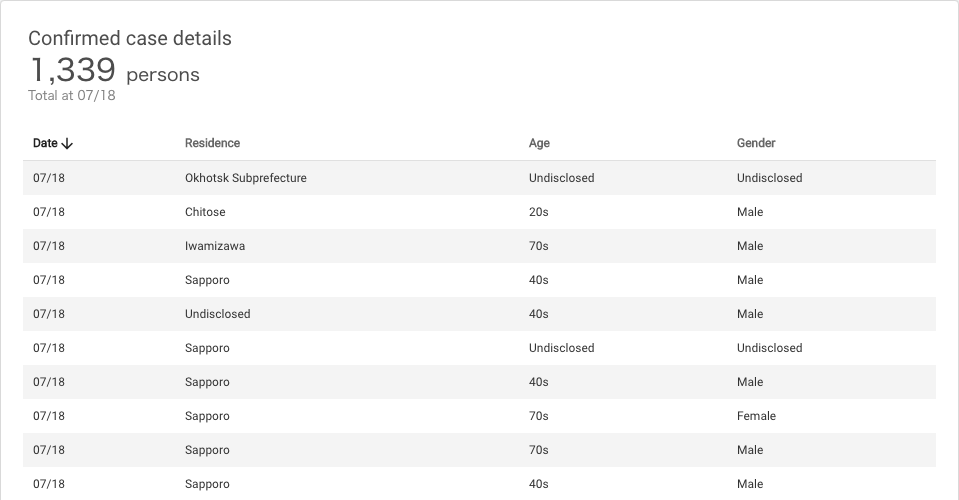 Confirmed case details
1,339 persons
Total at 07/18
Date Residence Age Gender
07/18 Okhotsk Subprefecture Undisclosed Undisclosed
07/18 Chitose 20s Male
07/18 Iwamizawa 70s Male
07/18 Sapporo 40s Male
07/18 Undisclosed 40s Male
07/18 Sapporo Undisclosed Undisclosed
07/18 Sapporo 40s Male
07/18 Sapporo 70s Female
07/18 Sapporo 70s Male
07/18 Sapporo 40s Male